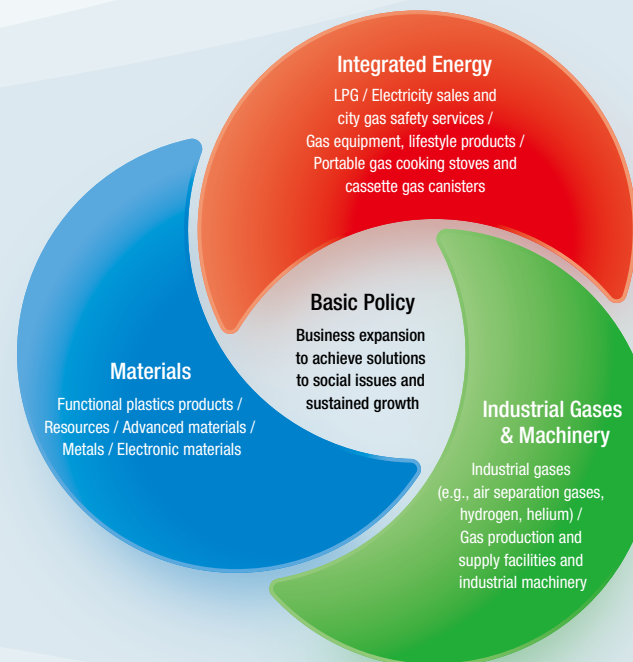 Integrated Energy
LPG / Electricity sales and
city gas safety services /
Gas equipment, lifestyle products /
Portable gas cooking stoves and
cassette gas canisters
Basic Policy
Business expansion
to achieve solutions
to social issues and
sustained growth
Materials
Functional plastics products /
Resources / Advanced materials /
Metals / Electronic materials
Industrial Gases
& Machinery
Industrial gases
(e.g., air separation gases,
hydrogen, helium) /
Gas production and
supply facilities and
industrial machinery